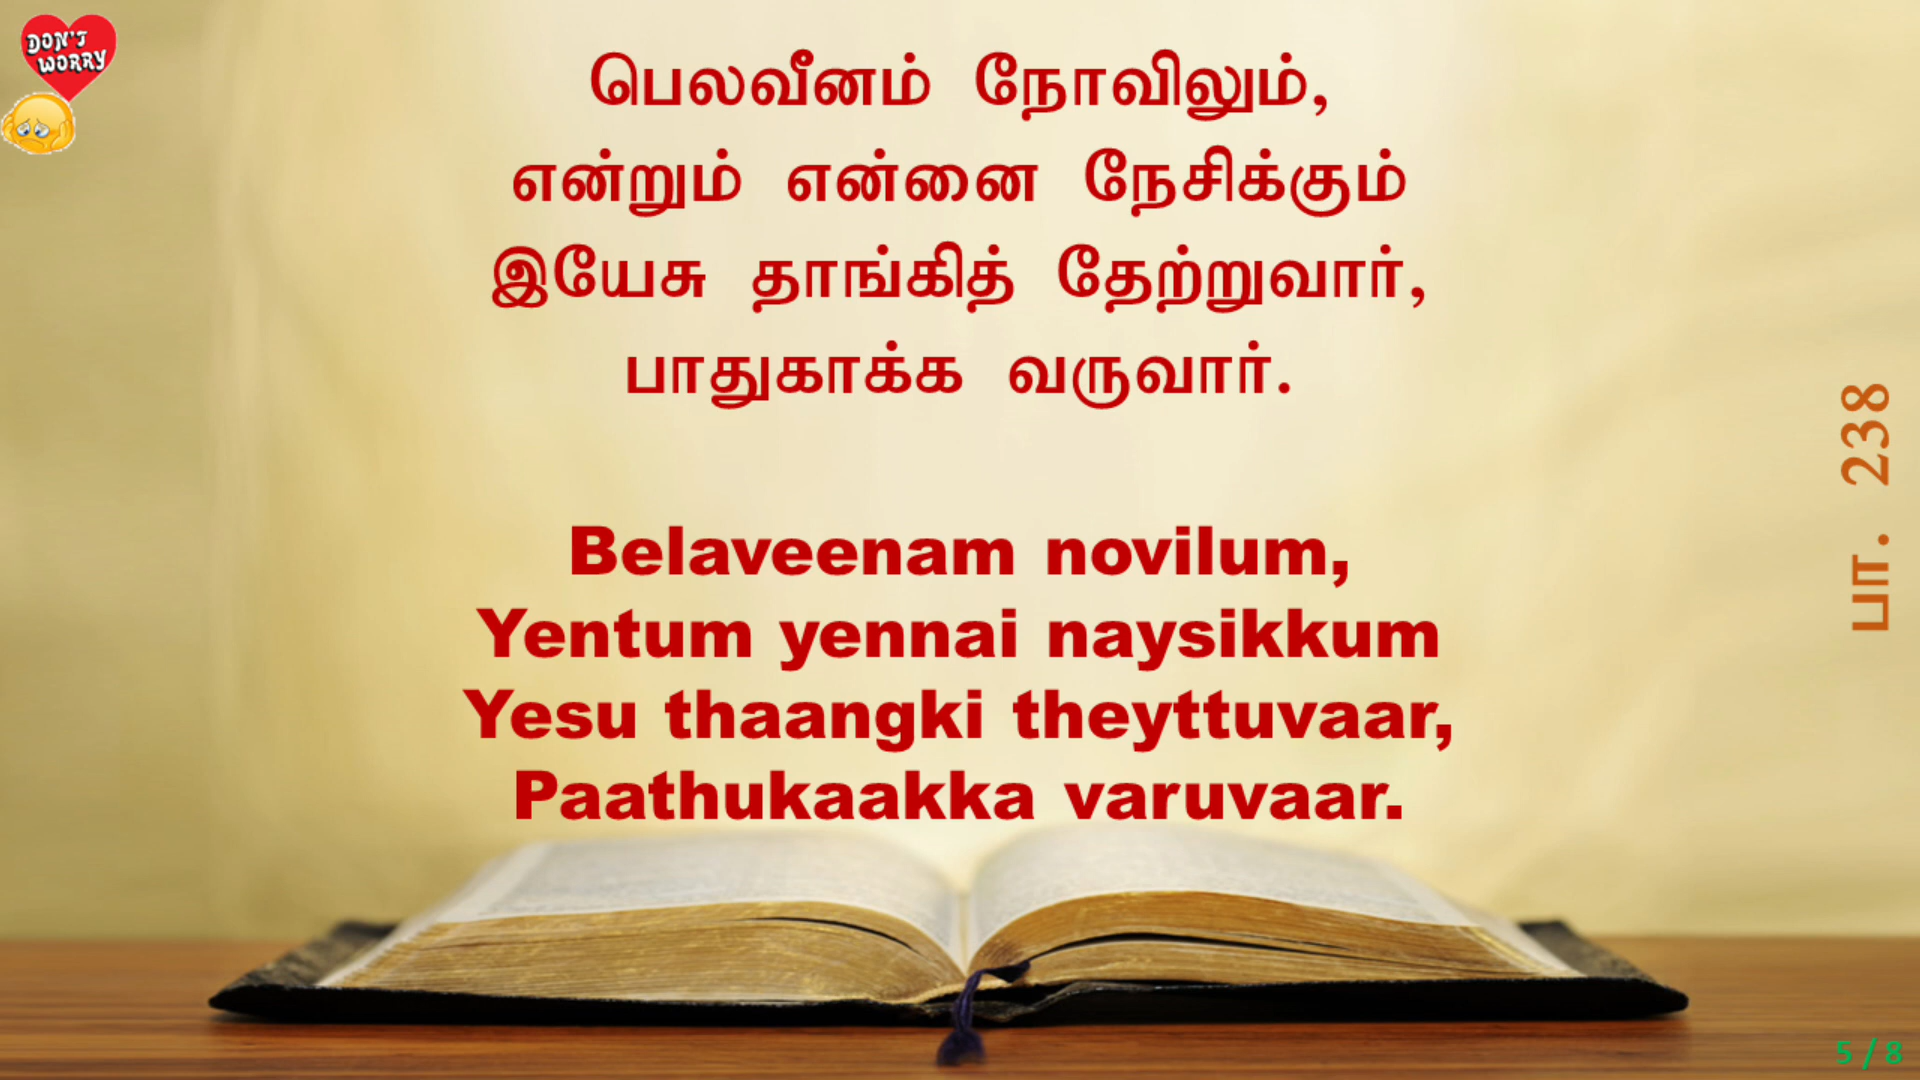 DON'T
WORRY
பெலவீனம் நோவிலும்,
என்றும் என்னை நேசிக்கும்
இயேசு தாங்கித் தேற்றுவார்,
பாதுகாக்க வருவார்.
Belaveenam novilum,
Yentum yennai naysikkum
Yesu thaangki theyttuvaar,
Paathukaakka varuvaar.
பா. 238
5 / 8